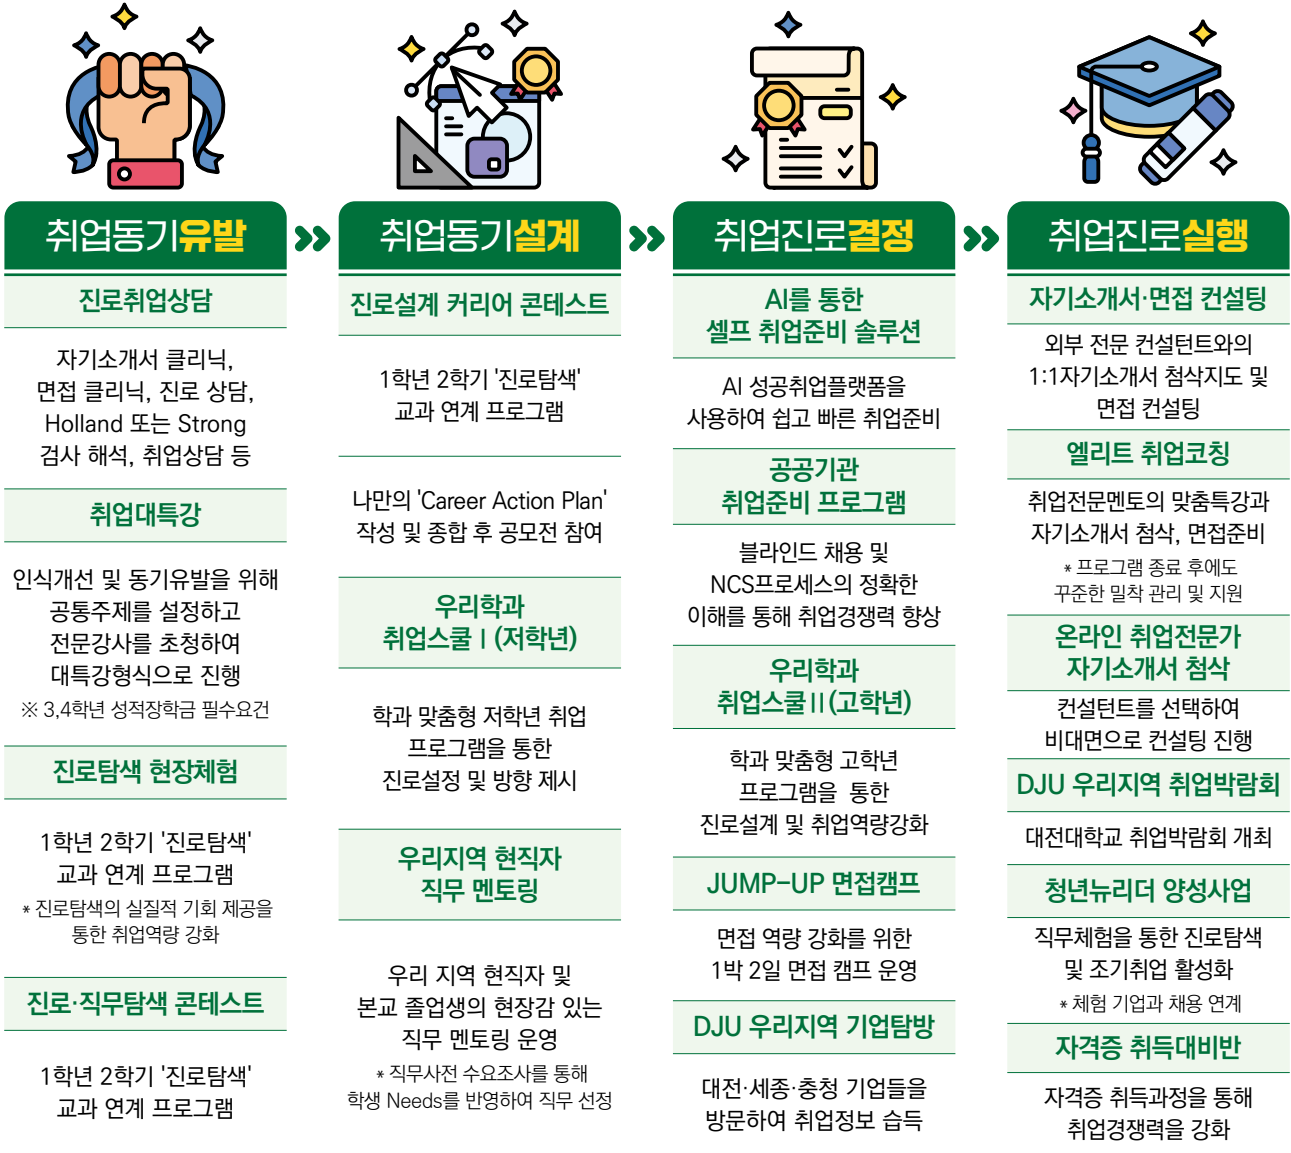 취업동기유발
진로취업상담
자기소개서 클리닉,
면접 클리닉, 진로 상담,
Holland 또는 Strong
검사 해석, 취업상담 등
취업대특강
인식개선 및 동기유발을 위해
공통주제를 설정하고
전문강사를 초청하여
대특강형식으로 진행
※ 3,4학년 성적장학금 필수요건
진로탐색 현장체험
1학년 2학기 '진로탐색'
교과 연계 프로그램
* 진로탐색의 실질적 기회 제공을
통한 취업역량 강화
진로·직무탐색 콘테스트
1학년 2학기 '진로탐색'
교과 연계 프로그램
취업동기설계
진로설계 커리어 콘테스트
1학년 2학기 '진로탐색'
교과 연계 프로그램
나만의 'Career Action Plan'
작성 및 종합 후 공모전 참여
우리학과
취업스쿨Ⅰ(저학년)
학과 맞춤형 저학년 취업
프로그램을 통한
진로설정 및 방향 제시
우리지역 현직자
직무 멘토링
우리 지역 현직자 및
본교 졸업생의 현장감 있는
직무 멘토링 운영
* 직무사전 수요조사를 통해
학생 Needs를 반영하여 직무 선정
취업진로결정
AI를 통한
셀프 취업준비 솔루션
AI 성공취업플랫폼을
사용하여 쉽고 빠른 취업준비
공공기관
취업준비 프로그램
블라인드 채용 및
NCS프로세스의 정확한
이해를 통해 취업경쟁력 향상
우리학과
취업스쿨Ⅱ(고학년)
학과 맞춤형 고학년
프로그램을 통한
진로설계 및 취업역량강화
JUMP-UP 면접캠프
면접 역량 강화를 위한
1박 2일 면접 캠프 운영
DJU 우리지역 기업탐방
대전·세종·충청 기업들을
방문하여 취업정보 습득
취업진로실행
자기소개서·면접 컨설팅
외부 전문 컨설턴트와의
1:1자기소개서 첨삭지도 및
면접 컨설팅
엘리트 취업코칭
취업전문멘토의 맞춤특강과
자기소개서 첨삭, 면접준비
* 프로그램 종료 후에도
꾸준한 밀착 관리 및 지원
온라인 취업전문가
자기소개서 첨삭
컨설턴트를 선택하여
비대면으로 컨설팅 진행
DJU 우리지역 취업박람회
대전대학교 취업박람회 개최
청년뉴리더 양성사업
직무체험을 통한 진로탐색
및 조기취업 활성화
* 체험 기업과 채용 연계
자격증 취득대비반
자격증 취득과정을 통해
취업경쟁력을 강화